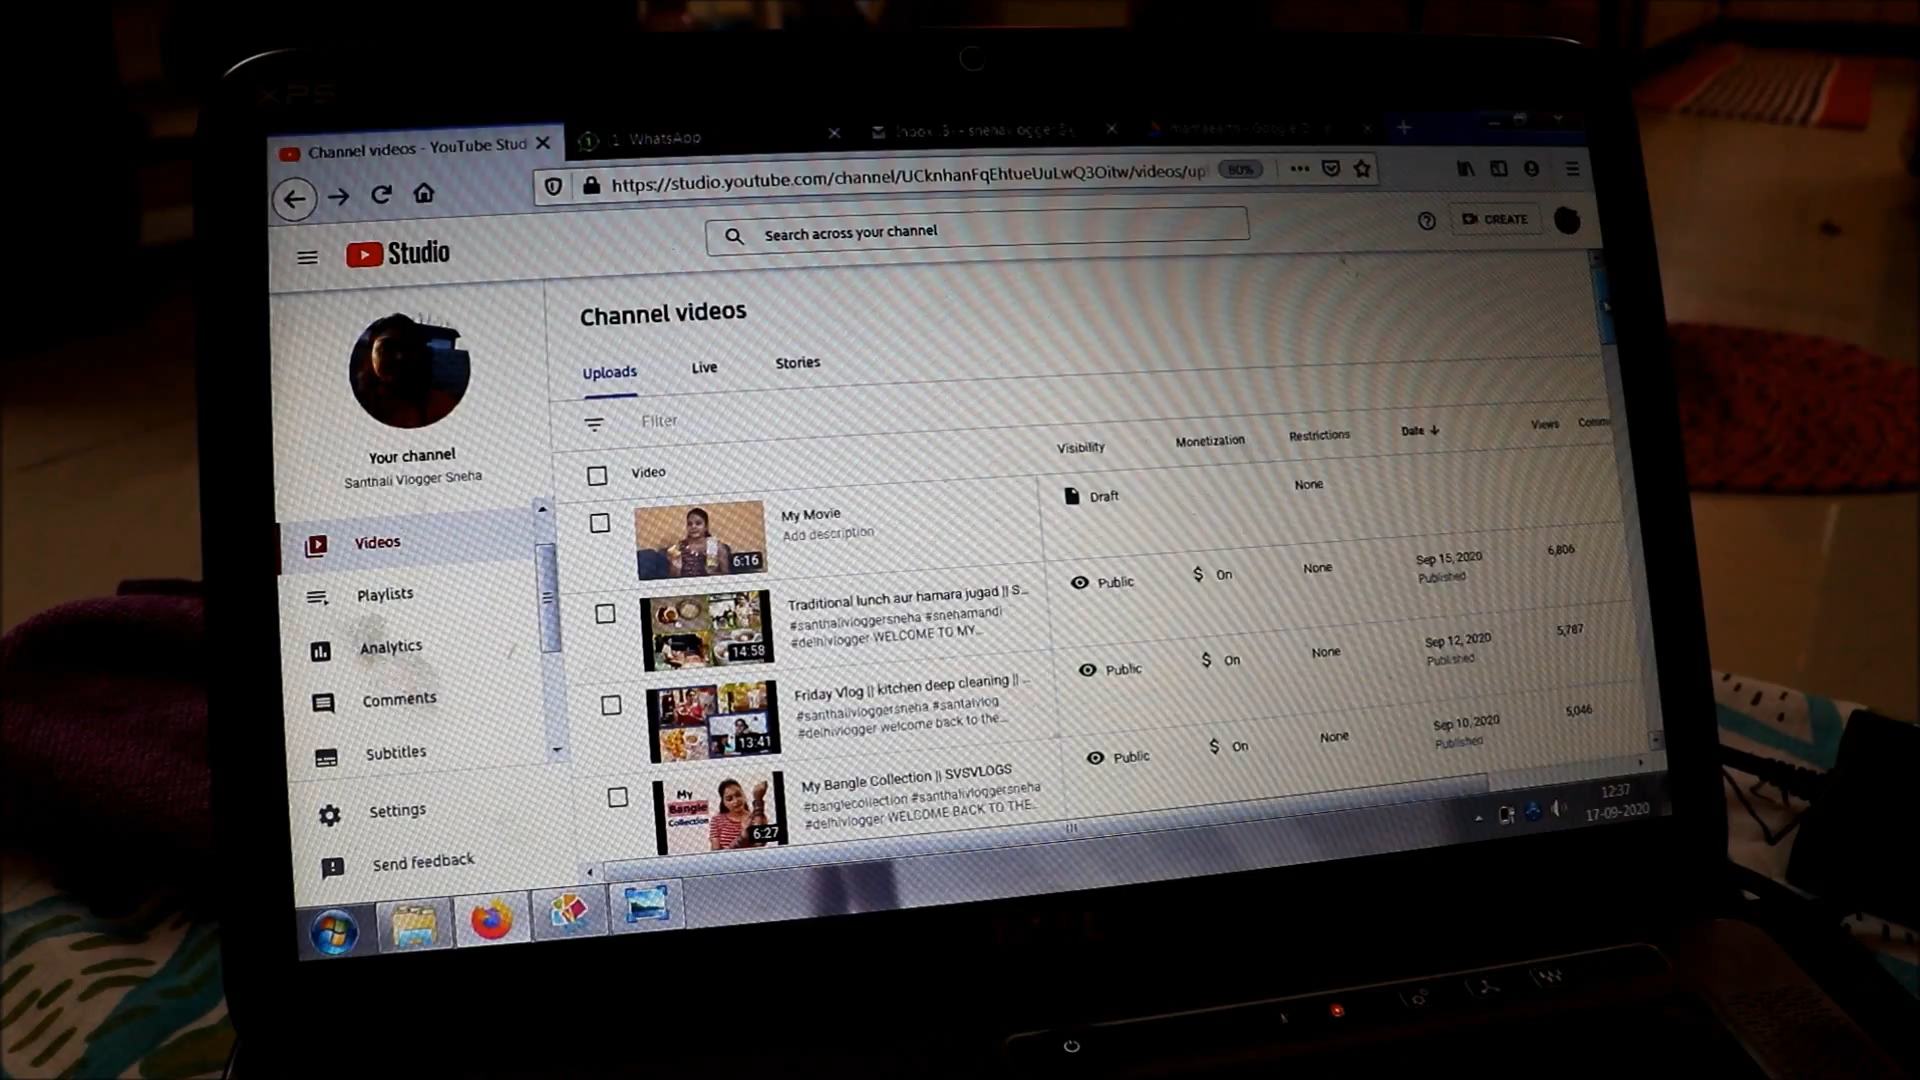 XPS
Channel videos - YouTube Stud
WhatsApp
https://studio.youtube.com/channel/UCknhanFqEhtueUuLwQ3Oitw/videos/up
80%
Studio
Search across your channel
CREATE
Your channel
Santhali Vlogger Sneha
Videos
Playlists
Analytics
Comments
Subtitles
Settings
Send feedback
Channel videos
Uploads Live Stories
Filter
Video Visibility Monetization Restrictions Date Views
My Movie
Add description
6:16
Draft None
Traditional lunch aur hamara jugad || S...
#santhalivloggersneha #snehamandi
#delhivlogger WELCOME TO MY...
14:58
Public $ On None Sep 15, 2020 6,806
Published
Friday Vlog || kitchen deep cleaning || ...
#santhalivloggersneha #santalvlog
#delhivlogger welcome back to the...
13:41
Public $ On None Sep 12, 2020 5,787
Published
My Bangle Collection || SVSVLOGS
#banglecollection #santhalivloggersneha
#delhivlogger WELCOME BACK TO THE...
My
Bangle
Collection
6:27
Public $ On None Sep 10, 2020 5,046
Published
12:37
17-09-2020